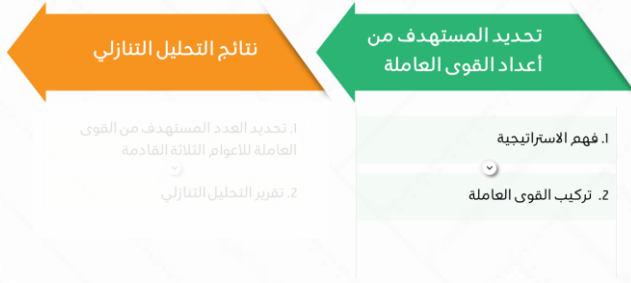 تحديد المستهدف من
أعداد القوى العاملة
1. فهم الاستراتيجية
2. تركيب القوى العاملة
نتائج التحليل التنازلي
1. تحديد العدد المستهدف من القوى
العاملة للاعوام الثلاثة القادمة
2. تقرير التحليل التنازلي